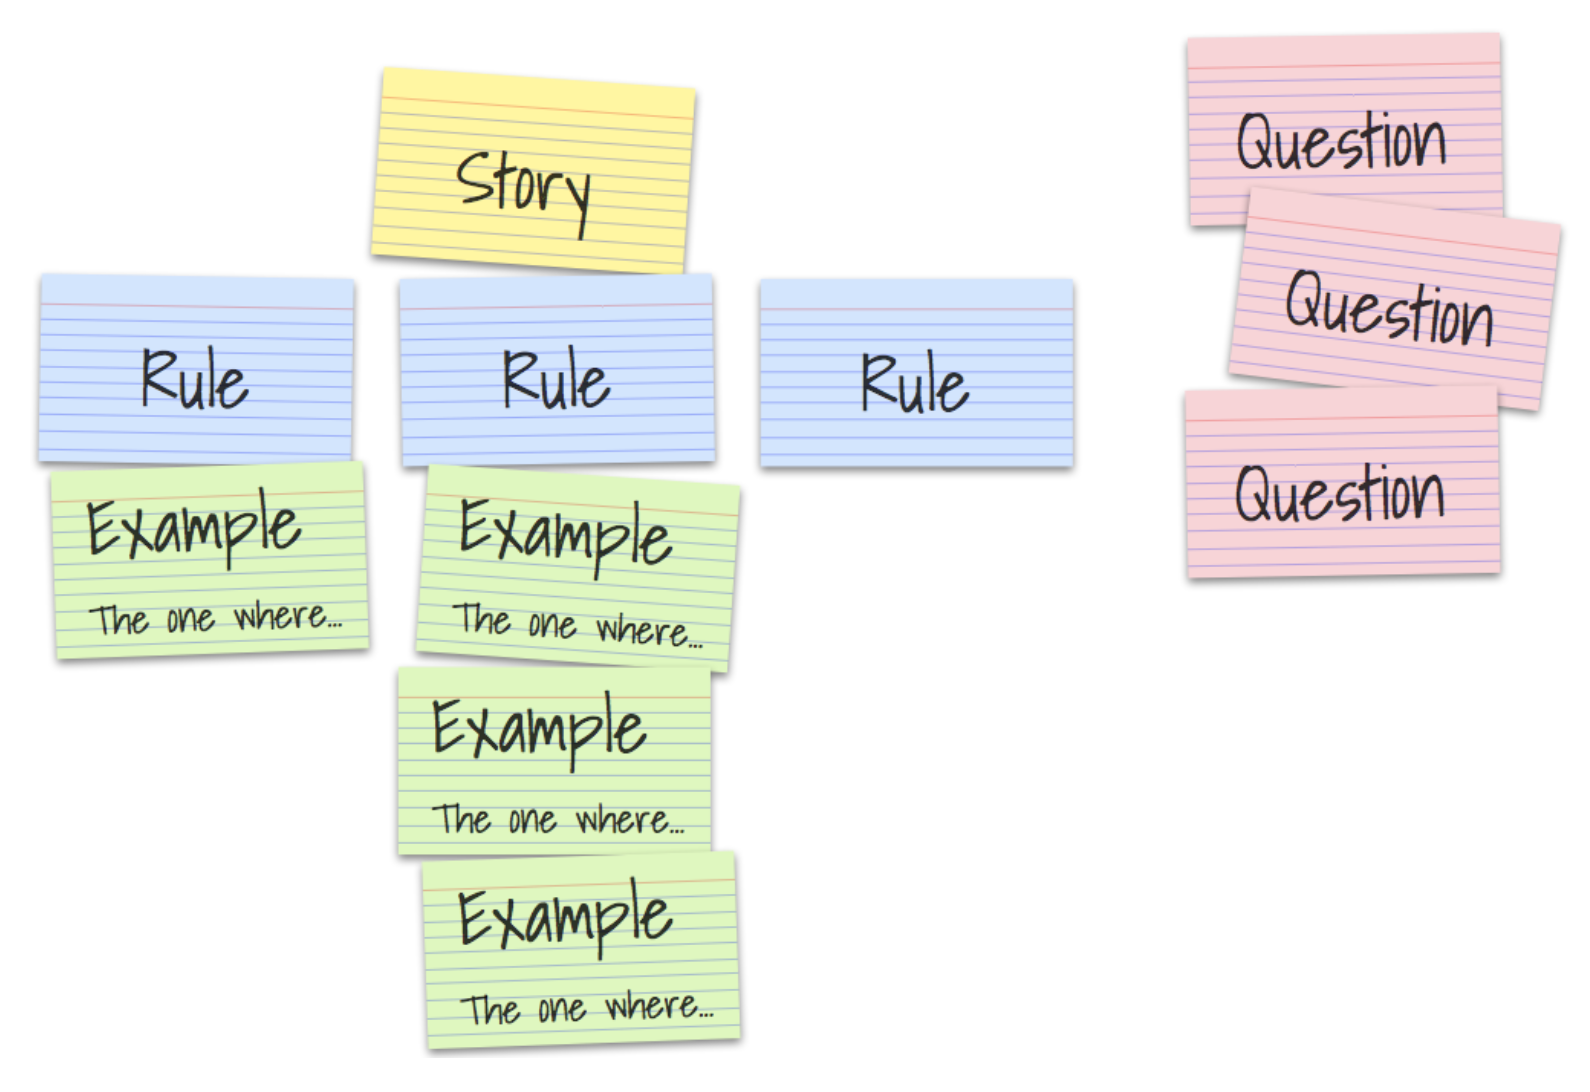 Story
Rule
Rule
Rule
Example
The one where...
Example
The one where...
Example
The one where...
Example
The one where...
Question
Question
Question